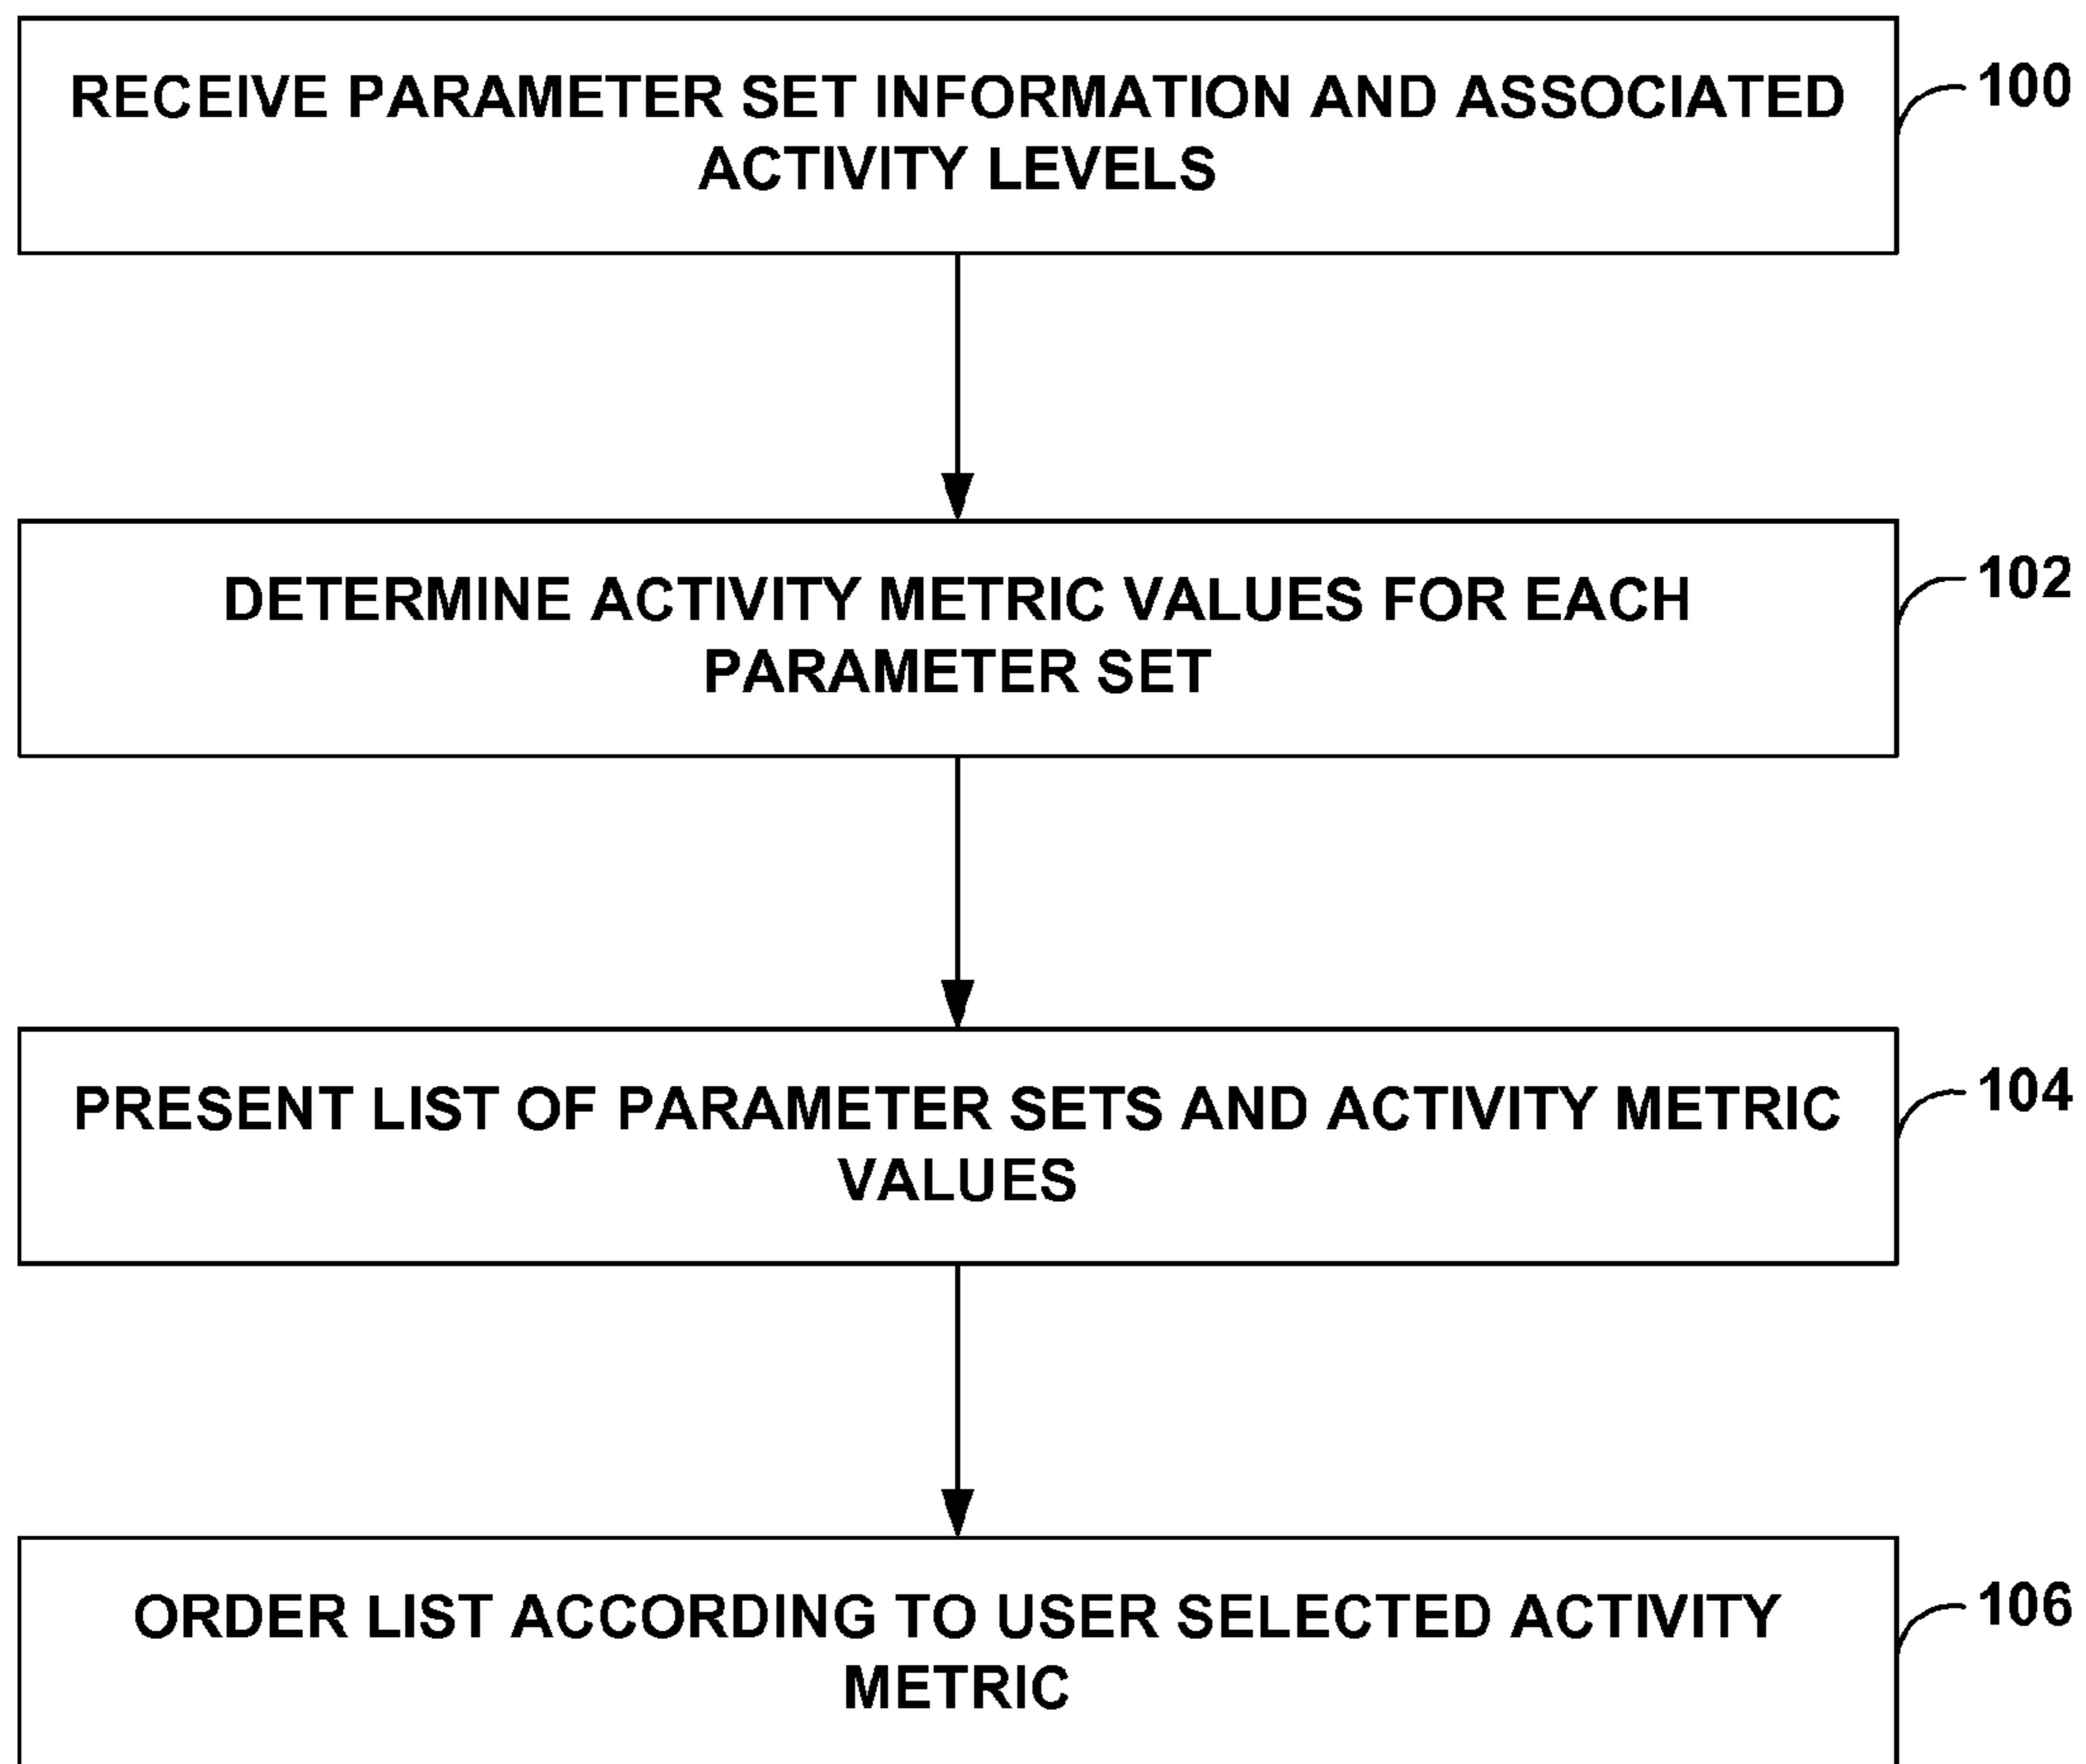 RECEIVE PARAMETER SET INFORMATION AND ASSOCIATED
ACTIVITY LEVELS
100
DETERMINE ACTIVITY METRIC VALUES FOR EACH
PARAMETER SET
102
PRESENT LIST OF PARAMETER SETS AND ACTIVITY METRIC
VALUES
104
ORDER LIST ACCORDING TO USER SELECTED ACTIVITY
METRIC
106